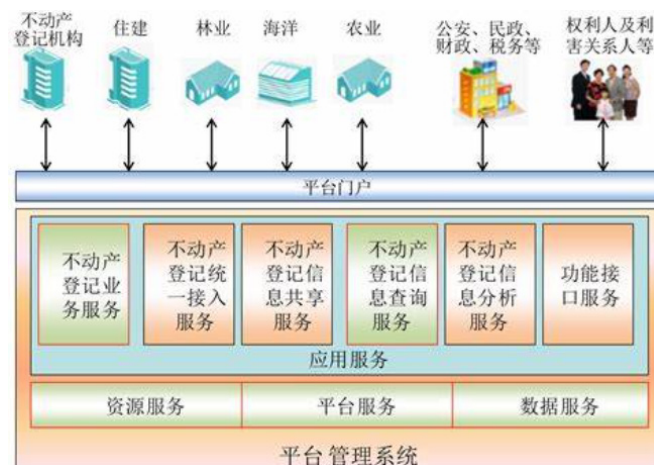 不动产
登记机构
住建
林业
海洋
农业
公安、民政、
财政、税务等
权利人及利
害关系人等
平台门户
不动产
登记业
务服务
不动产
登记统
一接入
服务
不动产
登记信
息共享
服务
不动产
登记信
息查询
服务
不动产
登记信
息分析
服务
功能接
口服务
应用服务
资源服务
平台服务
数据服务
平台管理系统